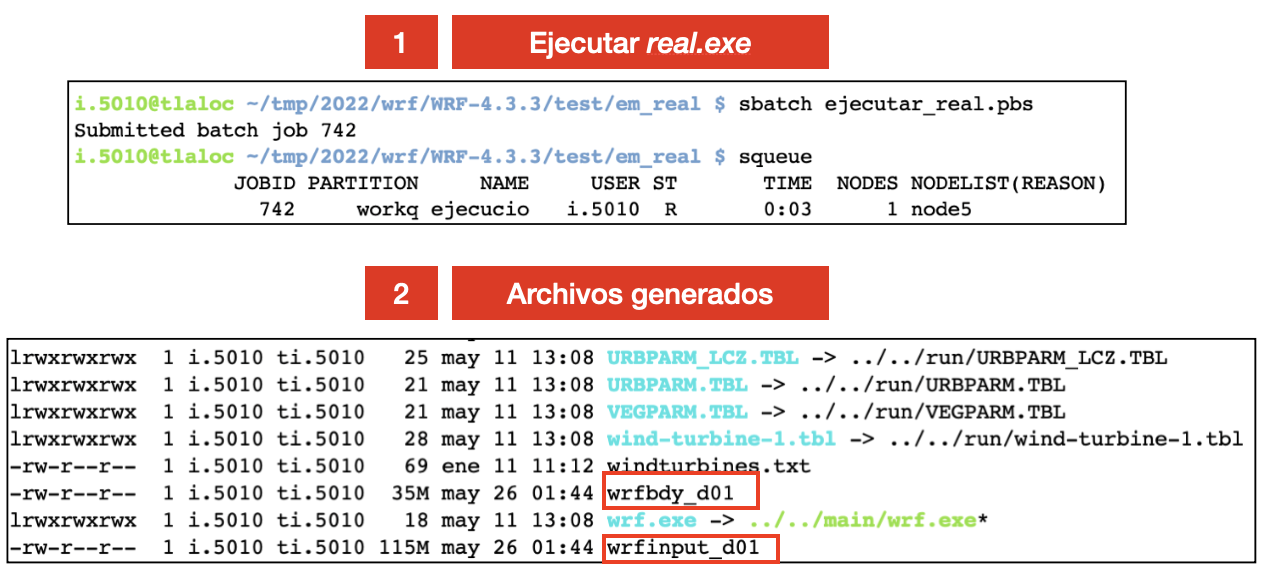 1 Ejecutar real.exe
i.5010@tlaloc ~/tmp/2022/wrf/WRF-4.3.3/test/em_real $ sbatch ejecutar_real.pbs
Submitted batch job 742
i.5010@tlaloc ~/tmp/2022/wrf/WRF-4.3.3/test/em_real $ squeue
JOBID PARTITION NAME USER ST TIME NODES NODELIST(REASON)
742 workq ejecucio i.5010 R 0:03 1 node5
2 Archivos generados
lrwxrwxrwx 1 i.5010 ti.5010 25 may 11 13:08 URBPARM_LCZ.TBL -> ../../run/URBPARM_LCZ.TBL
lrwxrwxrwx 1 i.5010 ti.5010 21 may 11 13:08 URBPARM.TBL -> ../../run/URBPARM.TBL
lrwxrwxrwx 1 i.5010 ti.5010 21 may 11 13:08 VEGPARM.TBL -> ../../run/VEGPARM.TBL
lrwxrwxrwx 1 i.5010 ti.5010 28 may 11 13:08 wind-turbine-1.tbl -> ../../run/wind-turbine-1.tbl
-rw-r--r-- 1 i.5010 ti.5010 69 ene 11 11:12 windturbines.txt
-rw-r--r-- 1 i.5010 ti.5010 35M may 26 01:44 wrfbdy_d01
lrwxrwxrwx 1 i.5010 ti.5010 18 may 11 13:08 wrf.exe -> ../../main/wrf.exe*
-rw-r--r-- 1 i.5010 ti.5010 115M may 26 01:44 wrfinput_d01